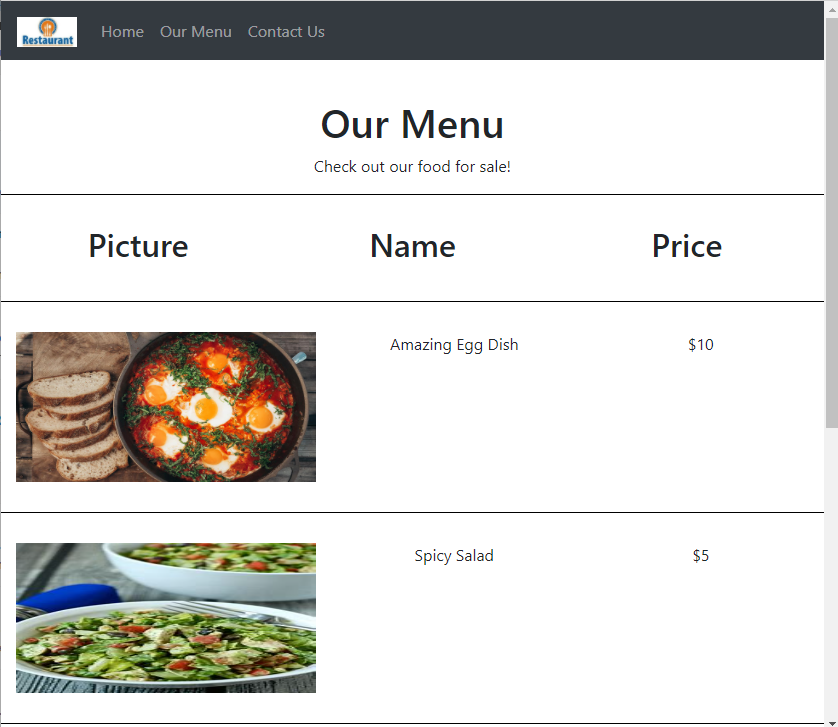 Restaurant
Home Our Menu Contact Us
Our Menu
Check out our food for sale!
Picture Name Price
Amazing Egg Dish $10
Spicy Salad $5